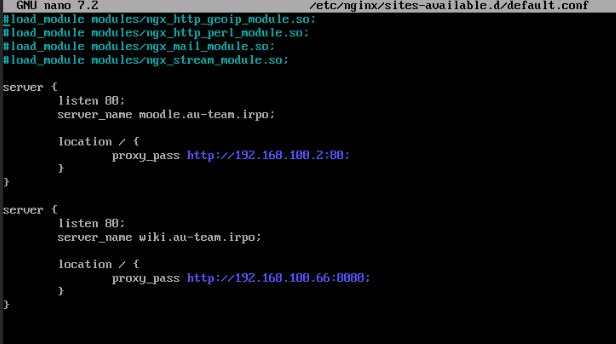 GNU nano 7.2 /etc/nginx/sites-available.d/default.conf
#load_module modules/ngx_http_geoip_module.so;
#load_module modules/ngx_http_perl_module.so;
#load_module modules/ngx_mail_module.so;
#load_module modules/ngx_stream_module.so;
server {
listen 80;
server_name moodle.au-team.irpo;
location / {
proxy_pass http://192.168.100.2:80;
}
}
server {
listen 80;
server_name wiki.au-team.irpo;
location / {
proxy_pass http://192.168.100.66:8080;
}
}